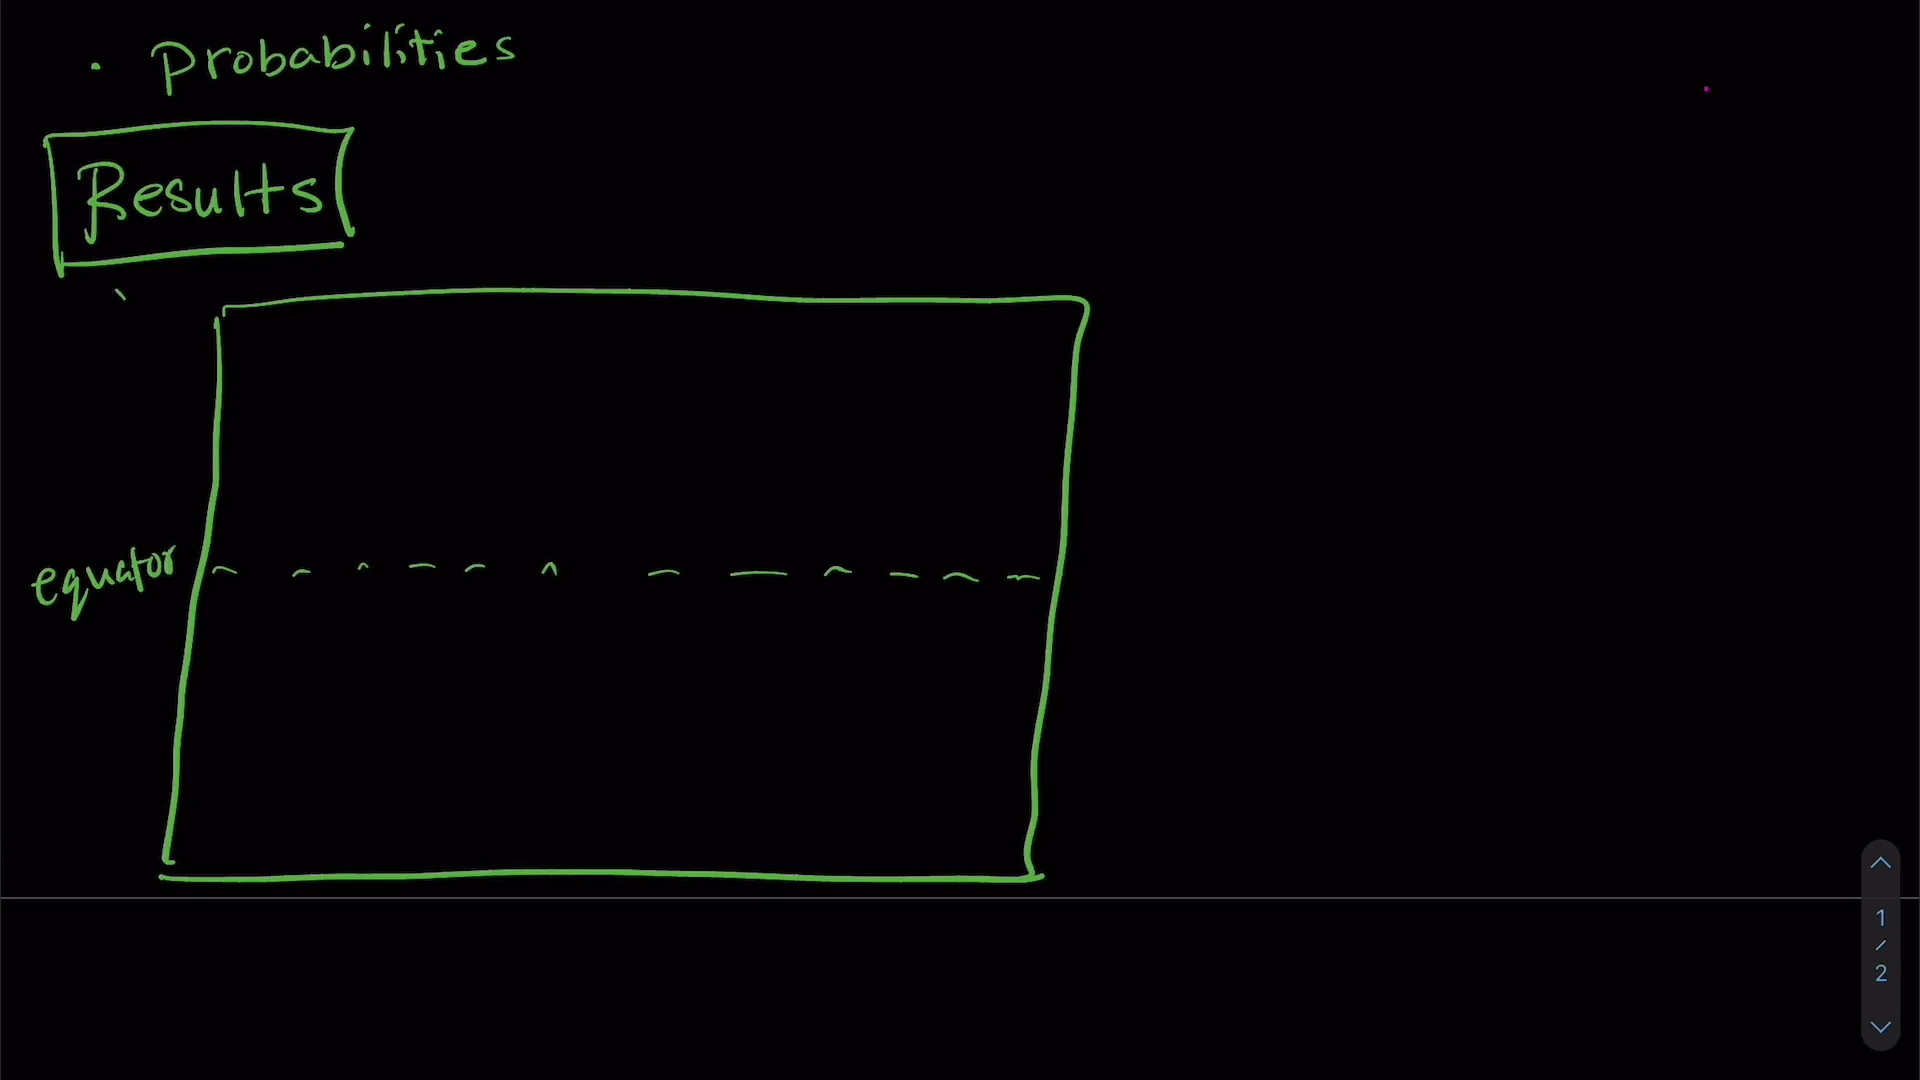 · Probabilities
Results
equator
1
/
2